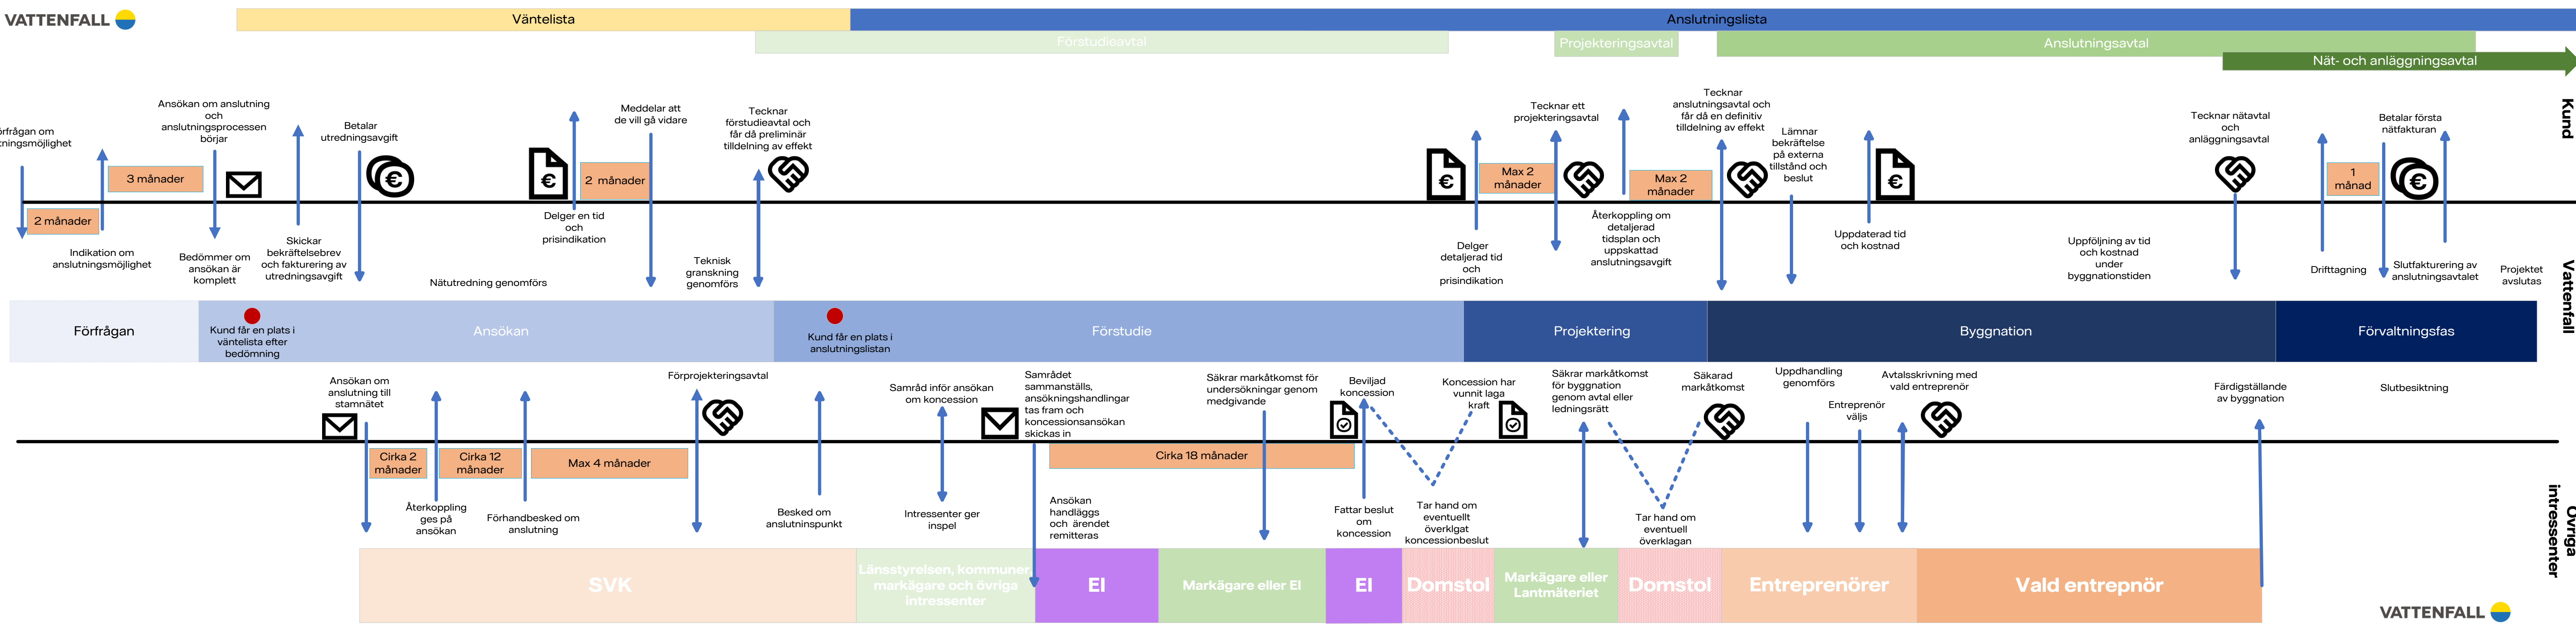 VATTENFALL
Väntelista
Anslutningslista
Förstudieavtal
Projekteringsavtal
Anslutningsavtal
Nät- och anläggningsavtal
Kund
örfrågan om
tningsmöjlighet
2 månader
3 månader
Indikation om
anslutningsmöjlighet
Ansökan om anslutning
och
anslutningsprocessen
börjar
Bedömmer om
ansökan är
komplett
Skickar
bekräftelsebrev
och fakturering av
utredningsavgift
Betalar
utredningsavgift
Nätutredning genomförs
Delger en tid
och
prisindikation
2 månader
Meddelar att
de vill gå vidare
Teknisk
granskning
genomförs
Tecknar
förstudieavtal och
får då preliminär
tilldelning av effekt
Delger
detaljerad tid
och
prisindikation
Max 2
månader
Tecknar ett
projekteringsavtal
Återkoppling om
detaljerad
tidsplan och
uppskattad
anslutningsavgift
Max 2
månader
Tecknar
anslutningsavtal och
får då en definitiv
tilldelning av effekt
Lämnar
bekräftelse
på externa
tillstånd och
beslut
Uppdaterad tid
och kostnad
Uppföljning av tid
och kostnad
under
byggnationstiden
Tecknar nätavtal
och
anläggningsavtal
Drifttagning
1
månad
Betalar första
nätfakturan
Slutfakturering av
anslutningsavtalet
Projektet
avslutas
Vattenfall
Förfrågan
Kund får en plats i
väntelista efter
bedömning
Ansökan
Kund får en plats i
anslutningslistan
Förstudie
Projektering
Byggnation
Förvaltningsfas
Ansökan om
anslutning till
stamnätet
Cirka 2
månader
Återkoppling
ges på
ansökan
Cirka 12
månader
Förhandbesked om
anslutning
Max 4 månader
Förprojekteringsavtal
Besked om
anslutninspunkt
Samråd inför ansökan
om koncession
Intressenter ger
inspel
Samrådet
sammanställs,
ansökningshandlingar
tas fram och
koncessionsansökan
skickas in
Cirka 18 månader
Ansökan
handläggs
och ärendet
remitteras
Säkrar markåtkomst för
undersökningar genom
medgivande
Beviljad
koncession
Fattar beslut
om
koncession
Koncession har
vunnit laga
kraft
Tar hand om
eventuellt
överklgat
koncessionbeslut
Säkrar markåtkomst
för byggnation
genom avtal eller
ledningsrätt
Säkarad
markåtkomst
Tar hand om
eventuell
överklagan
Uppdhandling
genomförs
Entreprenör
väljs
Avtalsskrivning med
vald entreprenör
Färdigställande
av byggnation
Slutbesiktning
Övriga
intressenter
SVK
Länsstyrelsen, kommuner,
markägare och övriga
intressenter
EI
Markägare eller EI
EI
Domstol
Markägare eller
Lantmäteriet
Domstol
Entreprenörer
Vald entrepnör
VATTENFALL